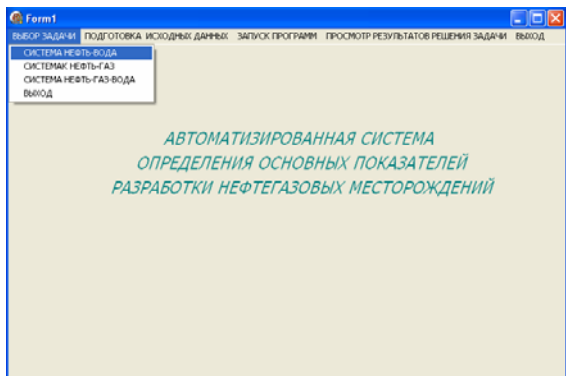 Form1
ВЫБОР ЗАДАЧИ ПОДГОТОВКА ИСХОДНЫХ ДАННЫХ ЗАПУСК ПРОГРАММ ПРОСМОТР РЕЗУЛЬТАТОВ РЕШЕНИЯ ЗАДАЧИ ВЫХОД
СИСТЕМА НЕФТЬ-ВОДА
СИСТЕМАК НЕФТЬ-ГАЗ
СИСТЕМА НЕФТЬ-ГАЗ-ВОДА
ВЫХОД
АВТОМАТИЗИРОВАННАЯ СИСТЕМА
ОПРЕДЕЛЕНИЯ ОСНОВНЫХ ПОКАЗАТЕЛЕЙ
РАЗРАБОТКИ НЕФТЕГАЗОВЫХ МЕСТОРОЖДЕНИЙ